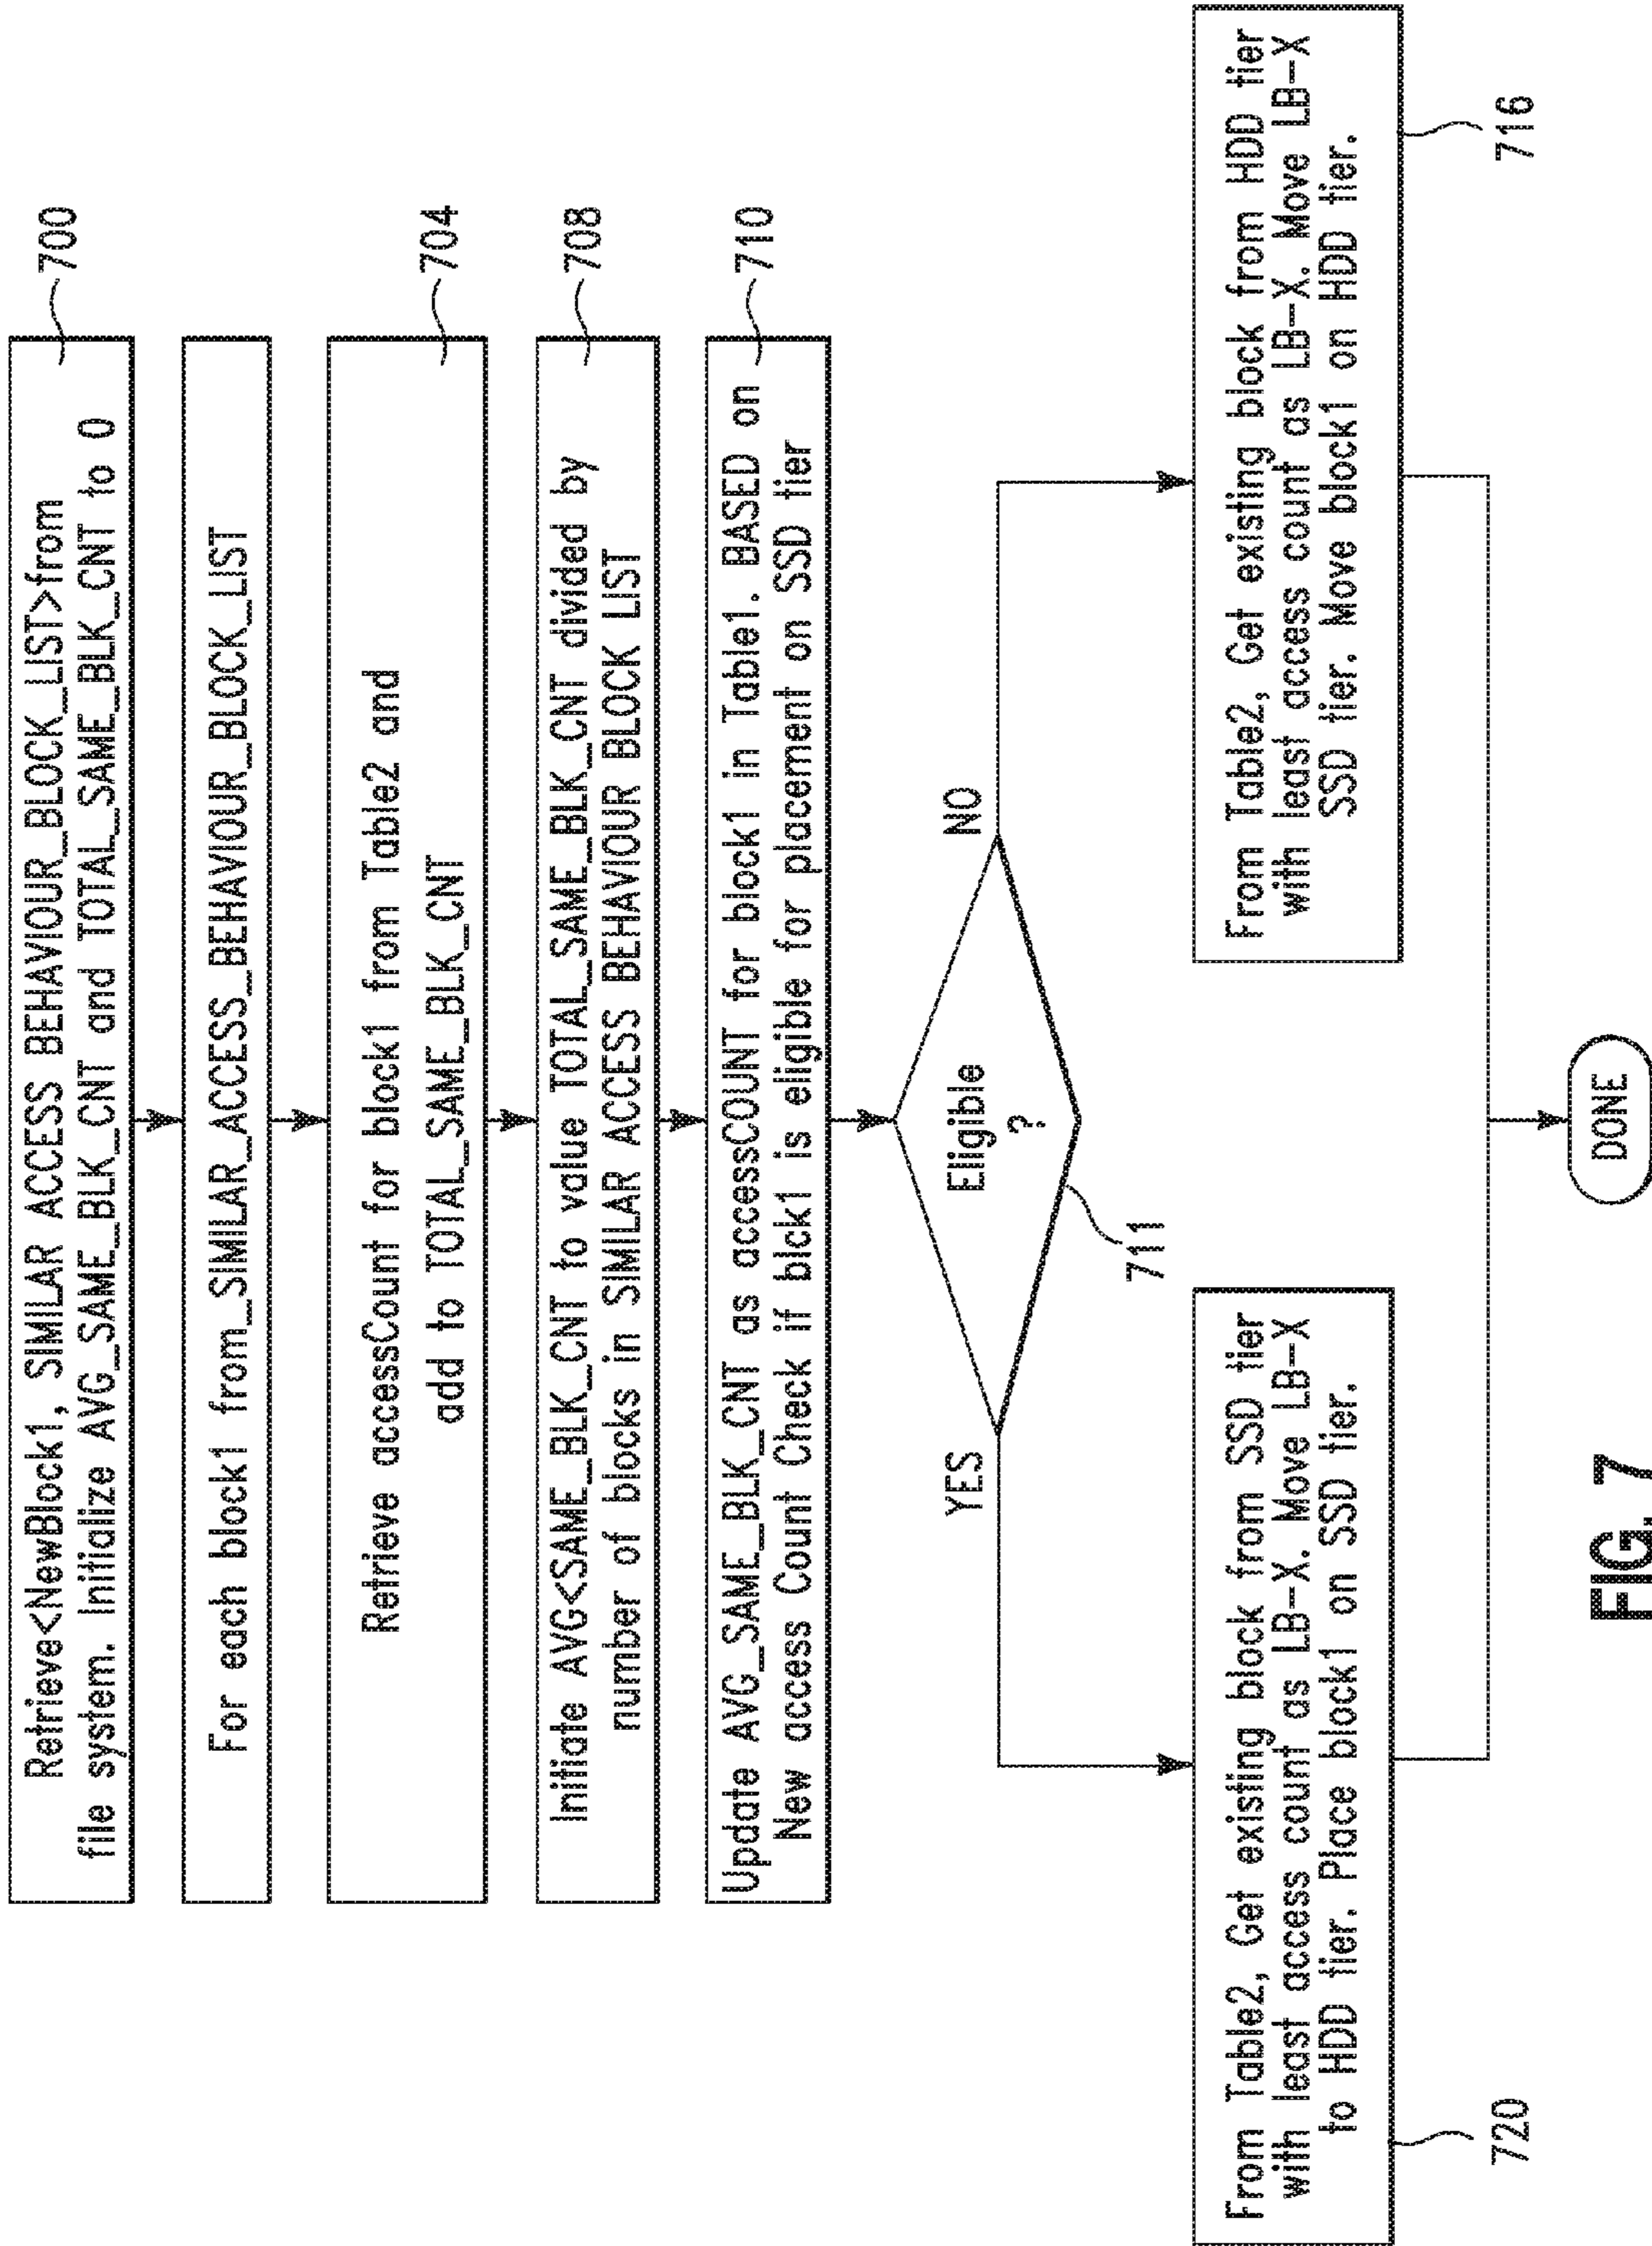 Retrieve<NewBlock1, SIMILAR ACCESS BEHAVIOUR_BLOCK_LIST>from
file system. Initialize AVG_SAME_BLK_CNT and TOTAL_SAME_BLK_CNT to 0
700
For each block1 from_SIMILAR_ACCESS_BEHAVIOUR_BLOCK_LIST
Retrieve accessCount for block1 from Table2 and
add to TOTAL_SAME_BLK_CNT
704
Initiate AVG<SAME_BLK_CNT to value TOTAL_SAME_BLK_CNT divided by
number of blocks in SIMILAR ACCESS BEHAVIOUR BLOCK LIST
708
Update AVG_SAME_BLK_CNT as accessCOUNT for block1 in Table1. BASED on
New access Count Check if blck1 is eligible for placement on SSD tier
710
Eligible
?
711
YES
NO
From Table2, Get existing block from SSD tier
with least access count as LB-X. Move LB-X
to HDD tier. Place block1 on SSD tier.
720
From Table2, Get existing block from HDD tier
with least access count as LB-X. Move LB-X
SSD tier. Move block1 on HDD tier.
716
DONE
FIG. 7